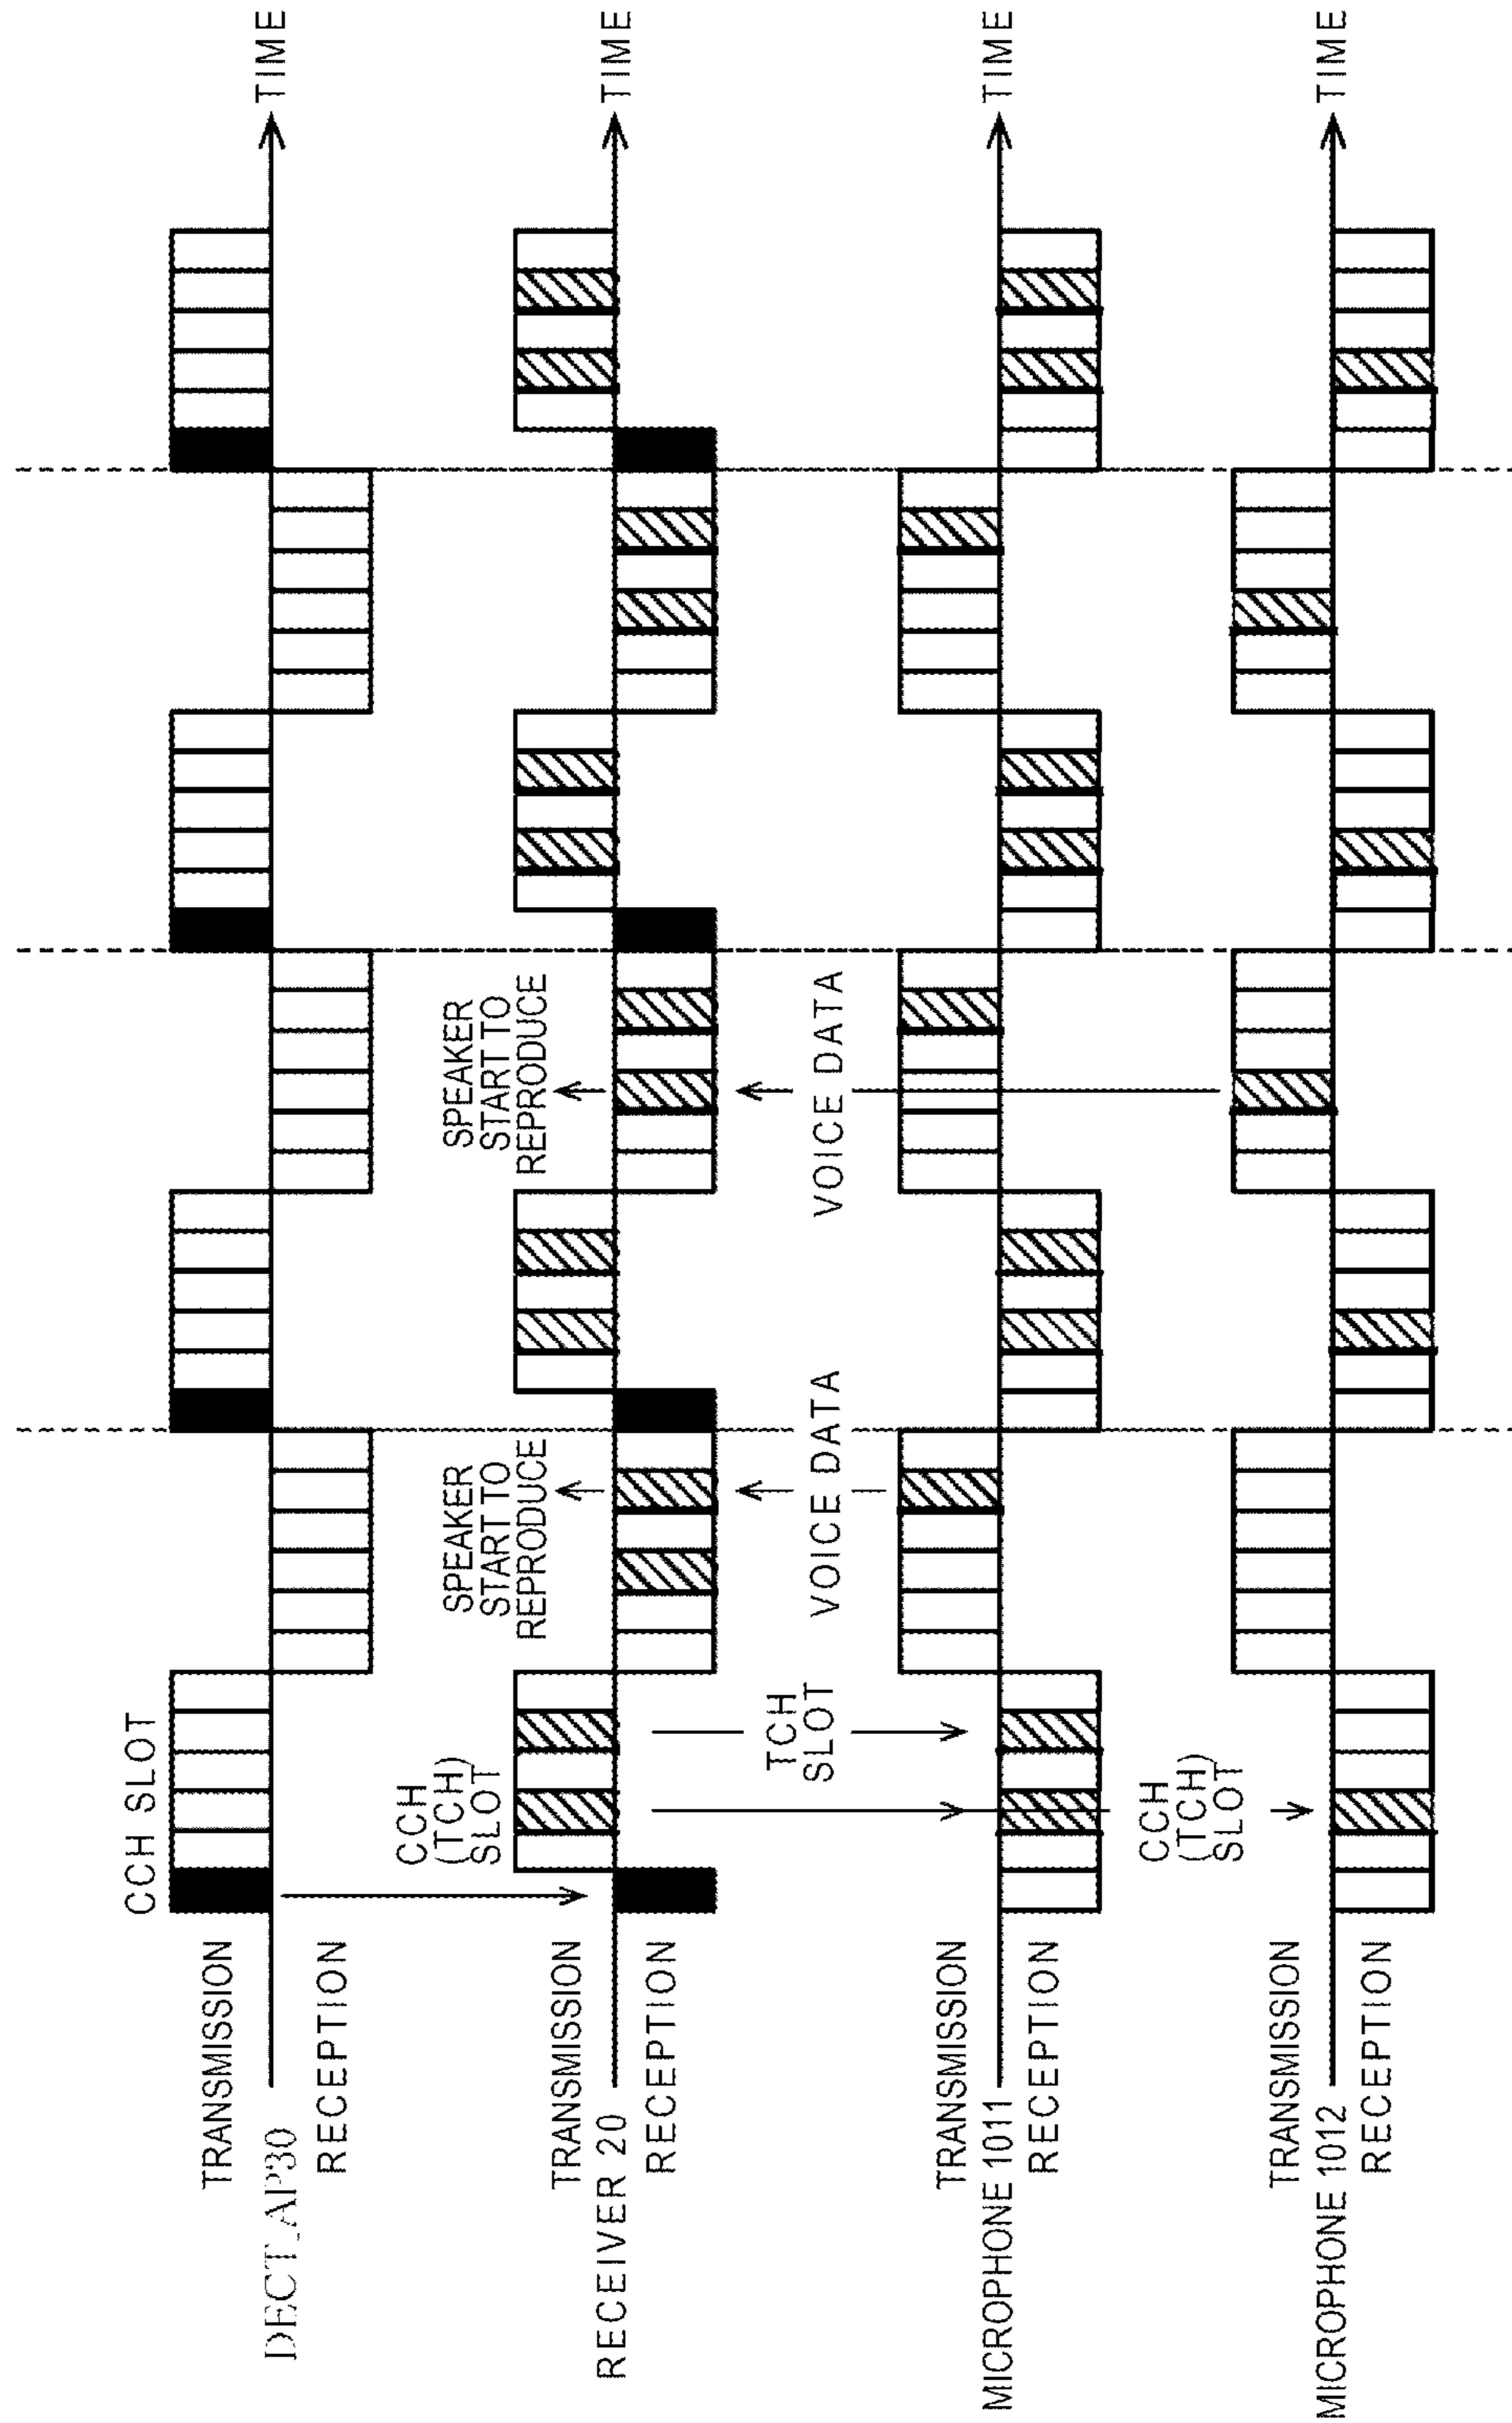 DECT_AP30
TRANSMISSION
RECEPTION
CCH SLOT
TIME
RECEIVER 20
TRANSMISSION
RECEPTION
CCH
(TCH)
SLOT
SPEAKER
START TO
REPRODUCE
SPEAKER
START TO
REPRODUCE
TIME
TCH
SLOT
VOICE DATA
VOICE DATA
MICROPHONE 1011
TRANSMISSION
RECEPTION
TIME
CCH
(TCH)
SLOT
MICROPHONE 1012
TRANSMISSION
RECEPTION
TIME